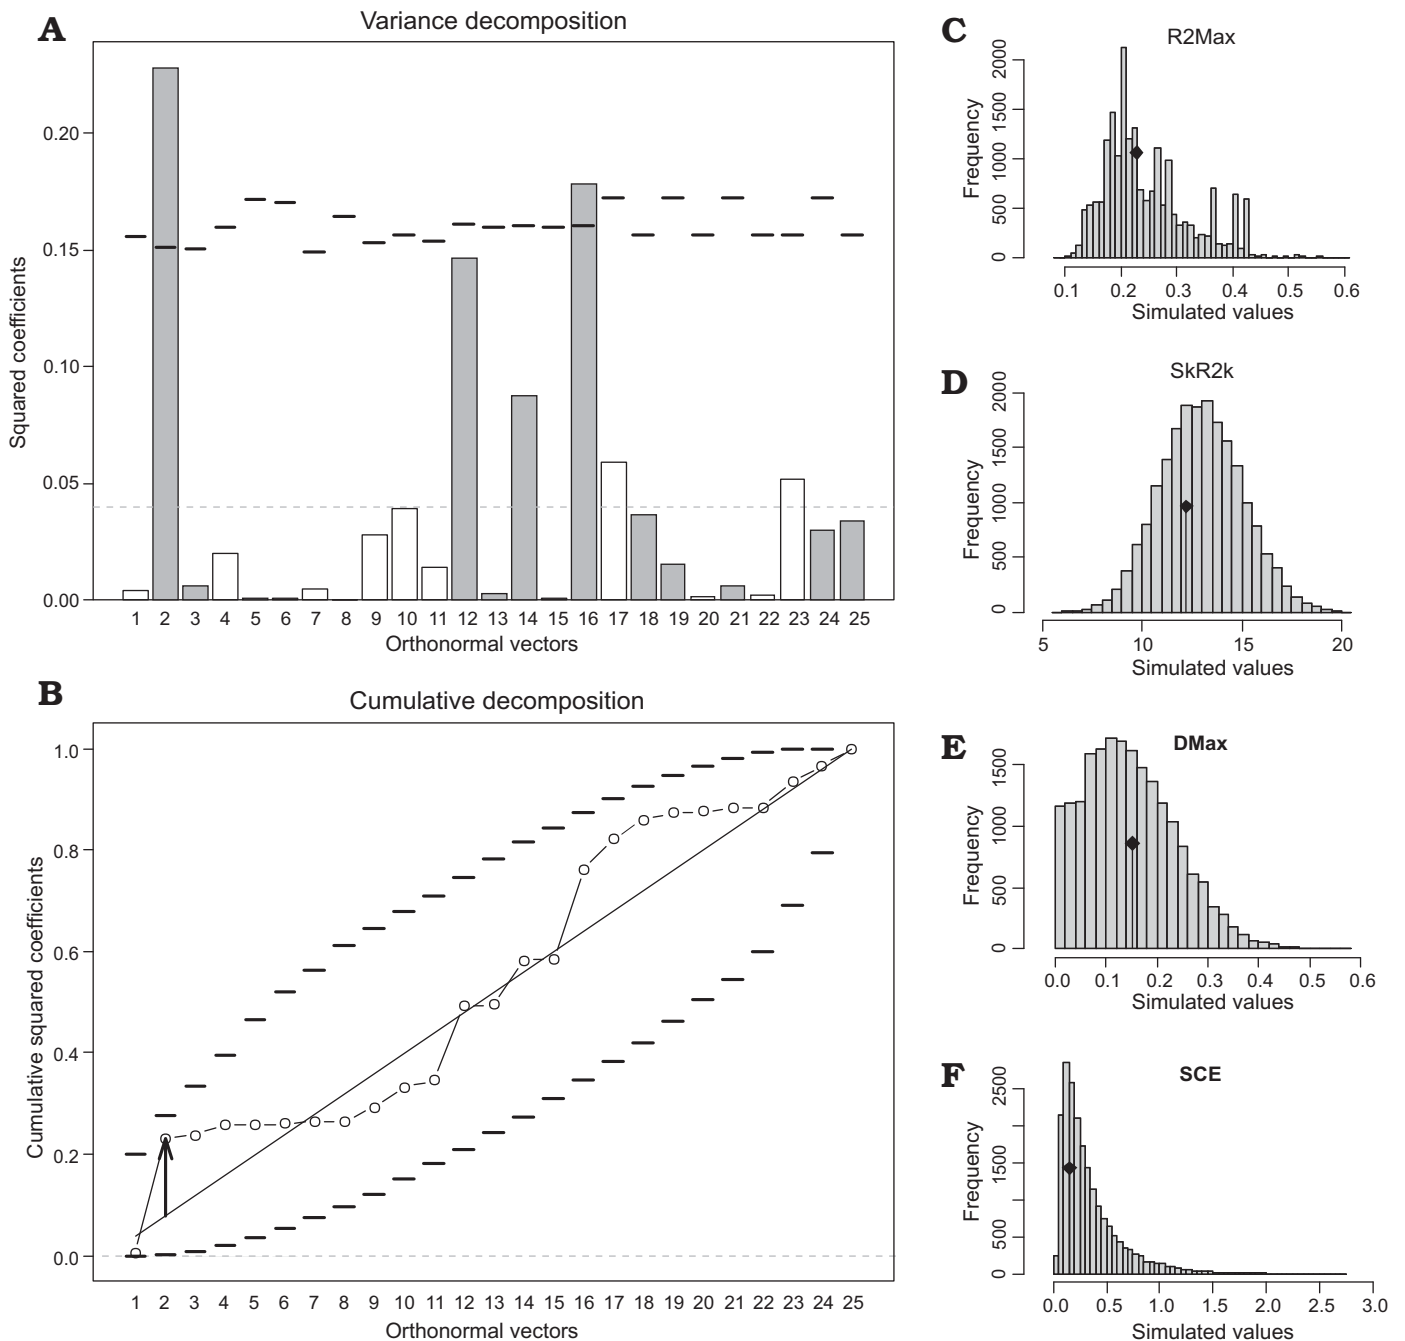 A
Variance decomposition
Squared coefficients
0.20
0.15
0.10
0.05
0.00
1 2 3 4 5 6 7 8 9 10 11 12 13 14 15 16 17 18 19 20 21 22 23 24 25
Orthonormal vectors
B
Cumulative decomposition
Cumulative squared coefficients
1.0
0.8
0.6
0.4
0.2
0.0
1 2 3 4 5 6 7 8 9 10 11 12 13 14 15 16 17 18 19 20 21 22 23 24 25
Orthonormal vectors
C
R2Max
Frequency
2000
1500
1000
500
0
0.1 0.2 0.3 0.4 0.5 0.6
Simulated values
D
SkR2k
Frequency
2000
1500
1000
500
0
5 10 15 20
Simulated values
E
DMax
Frequency
1500
1000
500
0
0.0 0.1 0.2 0.3 0.4 0.5 0.6
Simulated values
F
SCE
Frequency
2500
1500
500
0
0.0 0.5 1.0 1.5 2.0 2.5 3.0
Simulated values